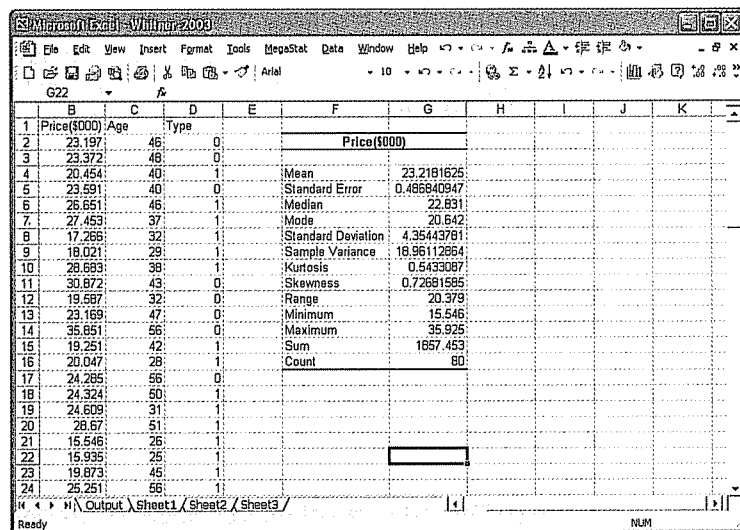 Microsoft Excel - Whitner-2003
File Edit View Insert Format Tools MegaStat Data Window Help
Arial 10
G22 fx
B C D E F G H I J K
1 Price($000) Age Type
2 23.197 46 0 Price($000)
3 23.372 48 0
4 20.454 40 1 Mean 23.2181625
5 23.591 40 0 Standard Error 0.486840947
6 26.651 46 1 Median 22.831
7 27.453 37 1 Mode 20.642
8 17.266 32 1 Standard Deviation 4.35443781
9 18.021 29 1 Sample Variance 18.96112864
10 28.683 38 1 Kurtosis 0.5433087
11 30.872 43 0 Skewness 0.72681585
12 19.587 32 0 Range 20.379
13 23.169 47 0 Minimum 15.546
14 35.851 56 0 Maximum 35.925
15 19.251 42 1 Sum 1857.453
16 20.047 28 1 Count 80
17 24.285 56 0
18 24.324 50 1
19 24.609 31 1
20 28.67 51 1
21 15.546 26 1
22 15.935 25 1
23 19.873 45 1
24 25.251 56 1
Output Sheet1 Sheet2 Sheet3
Ready NUM